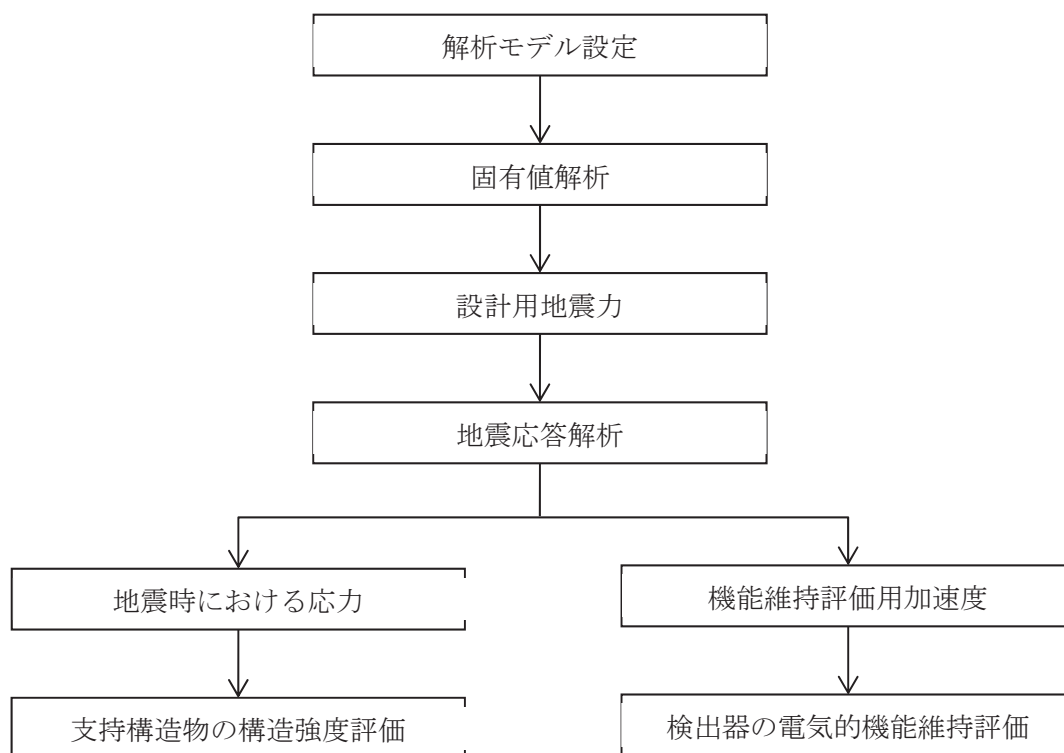 解析モデル設定
固有値解析
設計用地震力
地震応答解析
地震時における応力
機能維持評価用加速度
支持構造物の構造強度評価
検出器の電気的機能維持評価